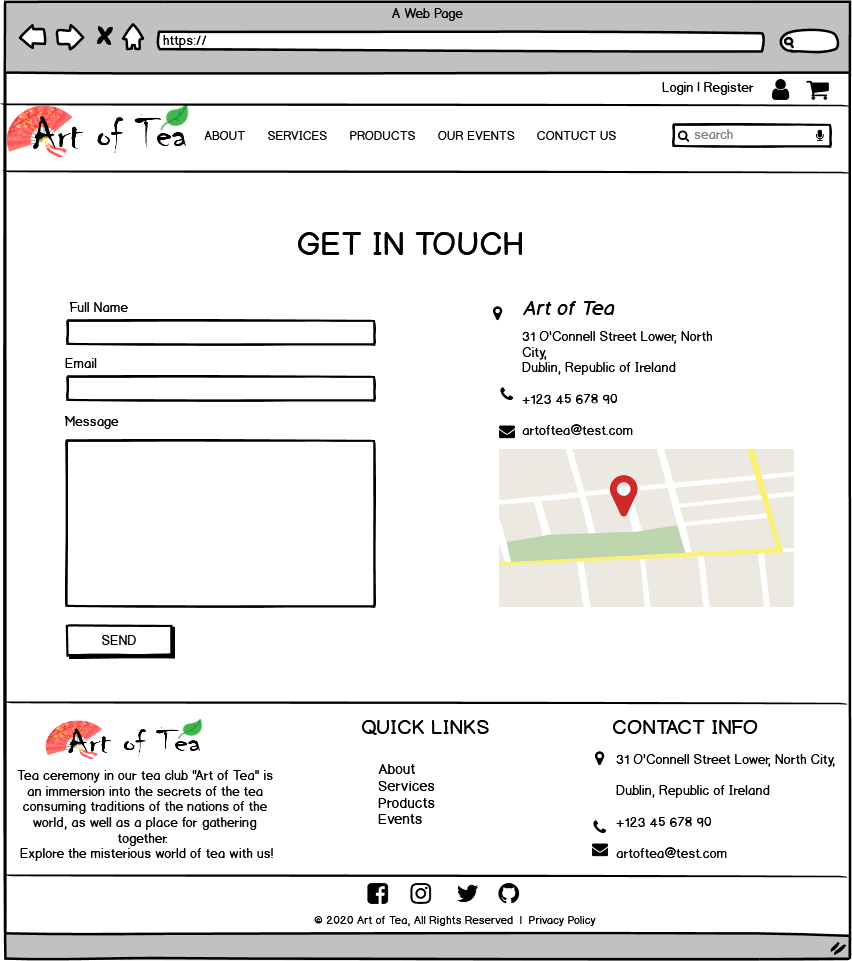 A Web Page
https://
Login | Register
Art of Tea
ABOUT SERVICES PRODUCTS OUR EVENTS CONTUCT US
search
GET IN TOUCH
Full Name
Email
Message
SEND
Art of Tea
31 O'Connell Street Lower, North
City,
Dublin, Republic of Ireland
+123 45 678 90
artoftea@test.com
Art of Tea
Tea ceremony in our tea club "Art of Tea" is
an immersion into the secrets of the tea
consuming traditions of the nations of the
world, as well as a place for gathering
together.
Explore the misterious world of tea with us!
QUICK LINKS
About
Services
Products
Events
CONTACT INFO
31 O'Connell Street Lower, North City,
Dublin, Republic of Ireland
+123 45 678 90
artoftea@test.com
© 2020 Art of Tea, All Rights Reserved | Privacy Policy